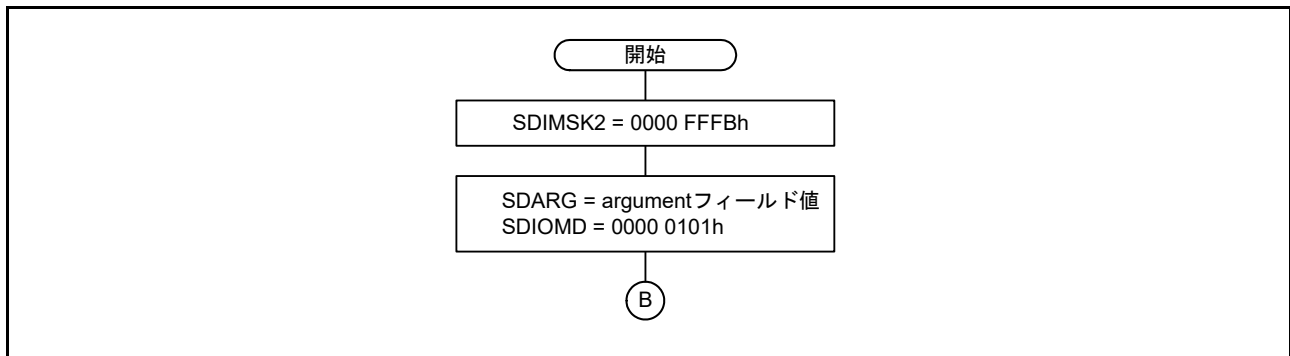 開始
SDIMSK2 = 0000 FFFBh
SDARG = argumentフィールド値
SDIOMD = 0000 0101h
B